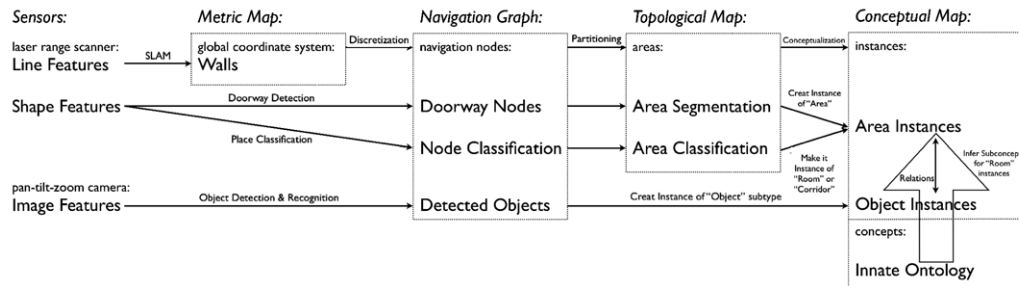 Sensors:
Metric Map:
Navigation Graph:
Topological Map:
Conceptual Map:
laser range scanner:
Line Features
SLAM
global coordinate system:
Walls
Discretization
navigation nodes:
Partitioning
areas:
Conceptualization
instances:
Shape Features
Doorway Detection
Doorway Nodes
Area Segmentation
Creat Instance
of "Area"
Area Instances
Place Classification
Node Classification
Area Classification
Make it
Instance of
"Room" or
"Corridor"
Infer Subconcept
for "Room"
instances
Relations
pan-tilt-zoom camera:
Image Features
Object Detection & Recognition
Detected Objects
Creat Instance of "Object" subtype
Object Instances
concepts:
Innate Ontology